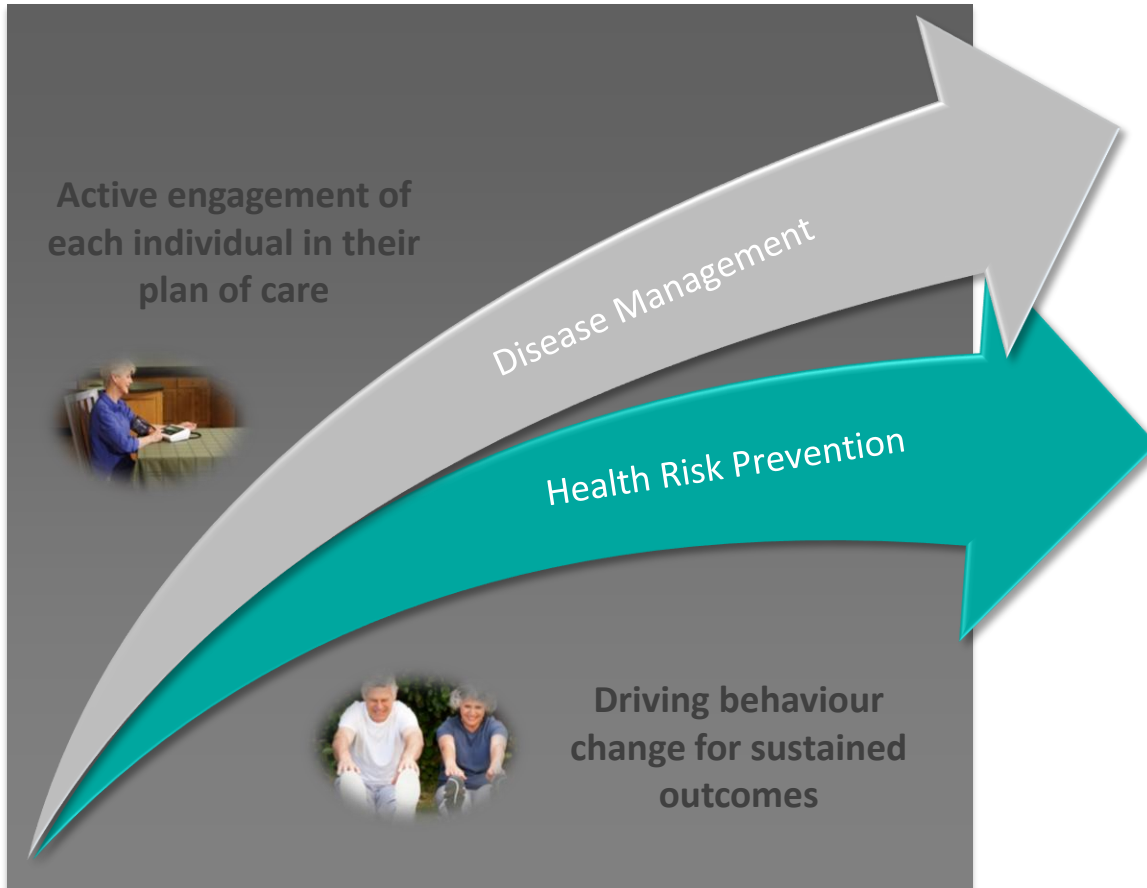 Active engagement of
each individual in their
plan of care
Disease Management
Health Risk Prevention
Driving behaviour
change for sustained
outcomes